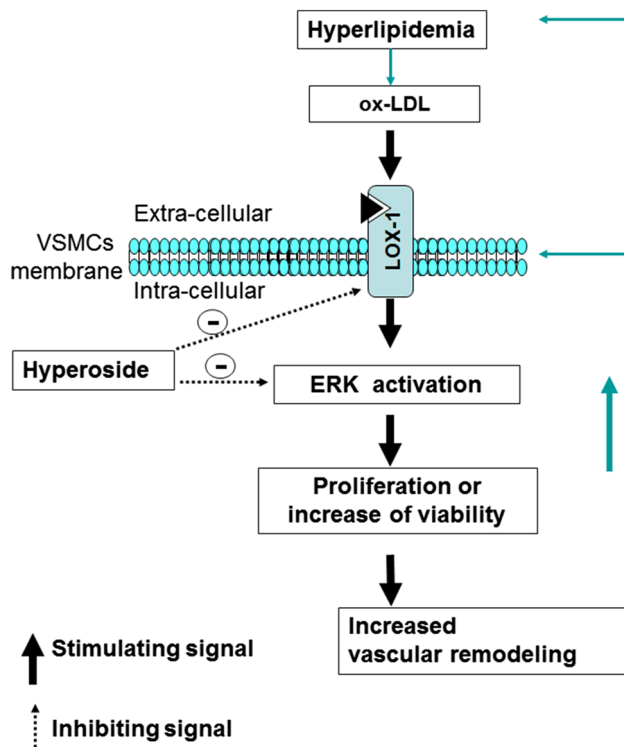 Hyperlipidemia
ox-LDL
Extra-cellular
LOX-1
VSMCs
membrane
Intra-cellular
-
Hyperoside
-
ERK activation
Proliferation or
increase of viability
Increased
vascular remodeling
Stimulating signal
Inhibiting signal